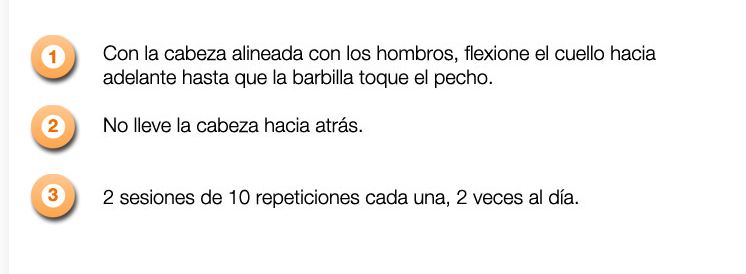 1
Con la cabeza alineada con los hombros, flexione el cuello hacia
adelante hasta que la barbilla toque el pecho.
2
No lleve la cabeza hacia atrás.
3
2 sesiones de 10 repeticiones cada una, 2 veces al día.